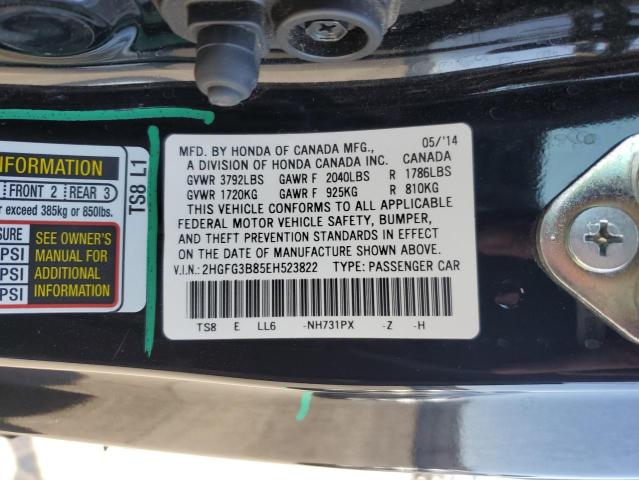 INFORMATION
FRONT 2 REAR 3
exceed 385kg or 850lbs.
SURE
PSI
PSI
PSI
SEE OWNER'S
MANUAL FOR
ADDITIONAL
INFORMATION
TS8 L1
MFD. BY HONDA OF CANADA MFG., 05/'14
A DIVISION OF HONDA CANADA INC.
GVWR 3792LBS GAWR F 2040LBS R 1786LBS
GVWR 1720KG GAWR F 925KG R 810KG
THIS VEHICLE CONFORMS TO ALL APPLICABLE
FEDERAL MOTOR VEHICLE SAFETY, BUMPER,
AND THEFT PREVENTION STANDARDS IN EFFECT
ON THE DATE OF MANUFACTURE SHOWN ABOVE.
V.I.N.: 2HGFG3B85EH523822 TYPE: PASSENGER CAR
TS8 E LL6 -NH731PX -Z -H